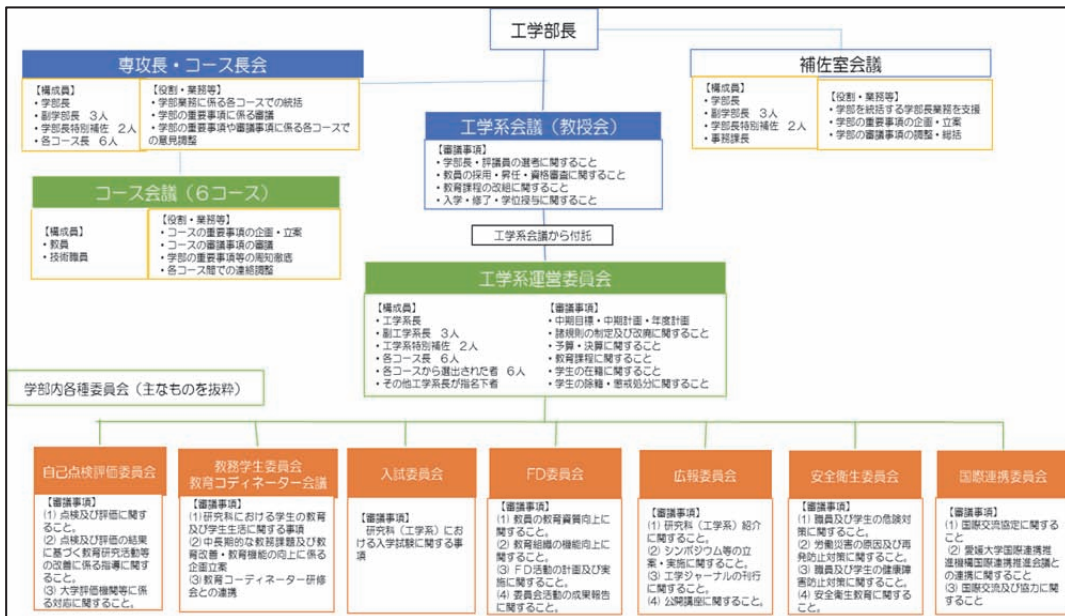 工学部長
専攻長・コース長会
【構成員】
・学部長
・副学部長 3人
・学部長特別補佐 2人
・各コース長 6人
【役割・業務等】
・学部業務に係る各コースでの統括
・学部の重要事項に係る審議
・学部の重要事項や審議事項に係る各コースで
の意見調整
補佐室会議
【構成員】
・学部長
・副学部長 3人
・学部長特別補佐 2人
・事務課長
【役割・業務等】
・学部を統括する学部長業務を支援
・学部の重要事項の企画・立案
・学部の審議事項の調整・総括
工学系会議(教授会)
【審議事項】
・学部長・評議員の選考に関すること
・教員の採用・昇任・資格審査に関すること
・教育課程の改組に関すること
・入学・修了・学位授与に関すること
コース会議(6コース)
【構成員】
・教員
・技術職員
【役割・業務等】
・コースの重要事項の企画・立案
・コースの審議事項の審議
・学部の重要事項等の周知徹底
・各コース間での連絡調整
工学系会議から付託
工学系運営委員会
【構成員】
・工学系長
・副工学系長 3人
・工学系特別補佐 2人
・各コース長 6人
・各コースから選出された者 6人
・その他工学系長が指名下者
【審議事項】
・中期目標・中期計画・年度計画
・諸規則の制定及び改廃に関すること
・予算・決算に関すること
・教育課程に関すること
・学生の在籍に関すること
・学生の除籍・懲戒処分に関すること
学部内各種委員会(主なものを抜粋)
自己点検評価委員会
【審議事項】
(1) 点検及び評価に関す
ること。
(2) 点検及び評価の結果
に基づく教育研究活動等
の改善に係る指導に関す
ること。
(3) 大学評価機関等に係
る対応に関すること。
教務学生委員会
教育コディネーター会議
【審議事項】
(1)研究科における学生の教育
及び学生生活に関する事項
(2)中長期的な教務課題及び教
育改善・教育機能の向上に係る
企画立案
(3)教育コーディネーター研修
会との連携
入試委員会
【審議事項】
研究科(工学系)にお
ける入学試験に関する事
項
FD委員会
【審議事項】
(1) 教員の教育資質向上に
関すること。
(2) 教育組織の機能向上に
関すること。
(3) FD活動の計画及び実
施に関すること。
(4) 委員会活動の成果報告
に関すること。
広報委員会
【審議事項】
(1) 研究科(工学系)紹介
に関すること。
(2) シンポジウム等の立
案・実施に関すること。
(3) 工学ジャーナルの刊行
に関すること。
(4) 公開講座に関すること。
安全衛生委員会
【審議事項】
(1) 職員及び学生の危険対
策に関すること。
(2) 労働災害の原因及び再
発防止対策に関すること。
(3) 職員及び学生の健康障
害防止対策に関すること。
(4) 安全衛生教育に関する
こと。
国際連携委員会
【審議事項】
(1) 国際交流協定に関すること
(2) 愛媛大学国際連携推
進機構国際連携推進会議と
の連携に関すること
(3) 国際交流及び協力に関
すること